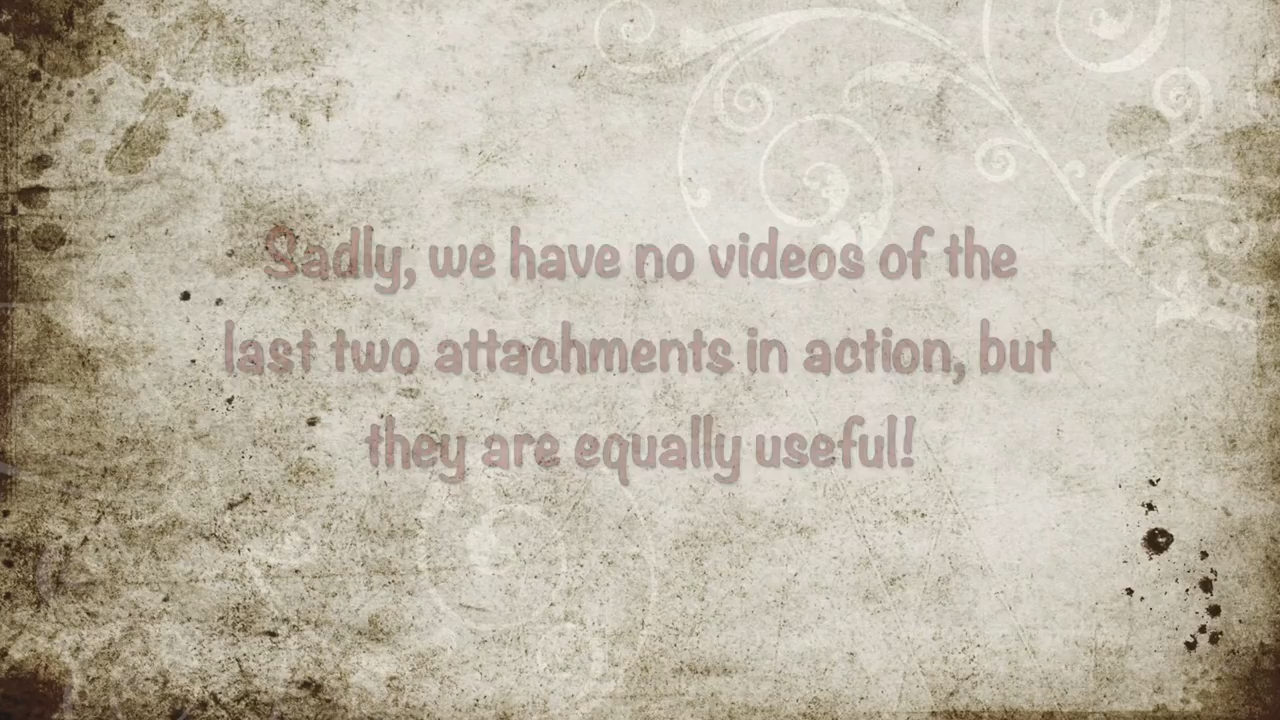 Sadly, we have no videos of the
last two attachments in action, but
they are equally useful!